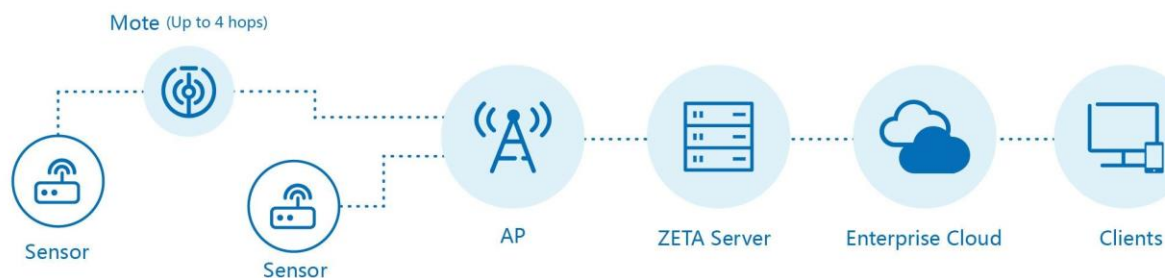 Mote (Up to 4 hops)
Sensor
Sensor
AP
ZETA Server
Enterprise Cloud
Clients